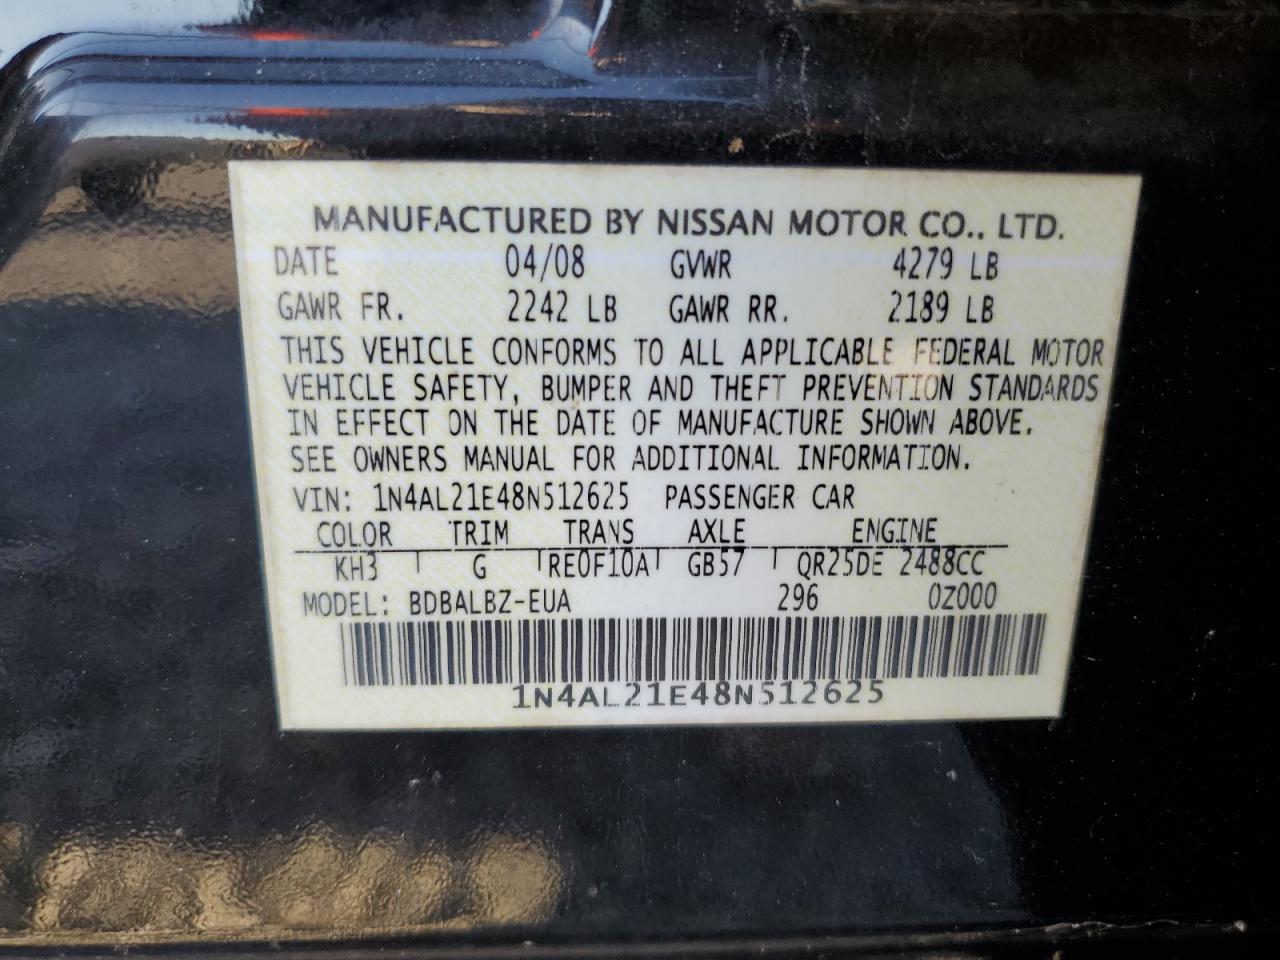 MANUFACTURED BY NISSAN MOTOR CO., LTD.
DATE 04/08 GVWR 4279 LB
GAWR FR. 2242 LB GAWR RR. 2189 LB
THIS VEHICLE CONFORMS TO ALL APPLICABLE FEDERAL MOTOR
VEHICLE SAFETY, BUMPER AND THEFT PREVENTION STANDARDS
IN EFFECT ON THE DATE OF MANUFACTURE SHOWN ABOVE.
SEE OWNERS MANUAL FOR ADDITIONAL INFORMATION.
VIN: 1N4AL21E48N512625 PASSENGER CAR
COLOR TRIM TRANS AXLE ENGINE
KH3 G RE0F10A GB57 QR25DE 2488CC
MODEL: BDBALBZ-EUA 296 0Z000
1N4AL21E48N512625